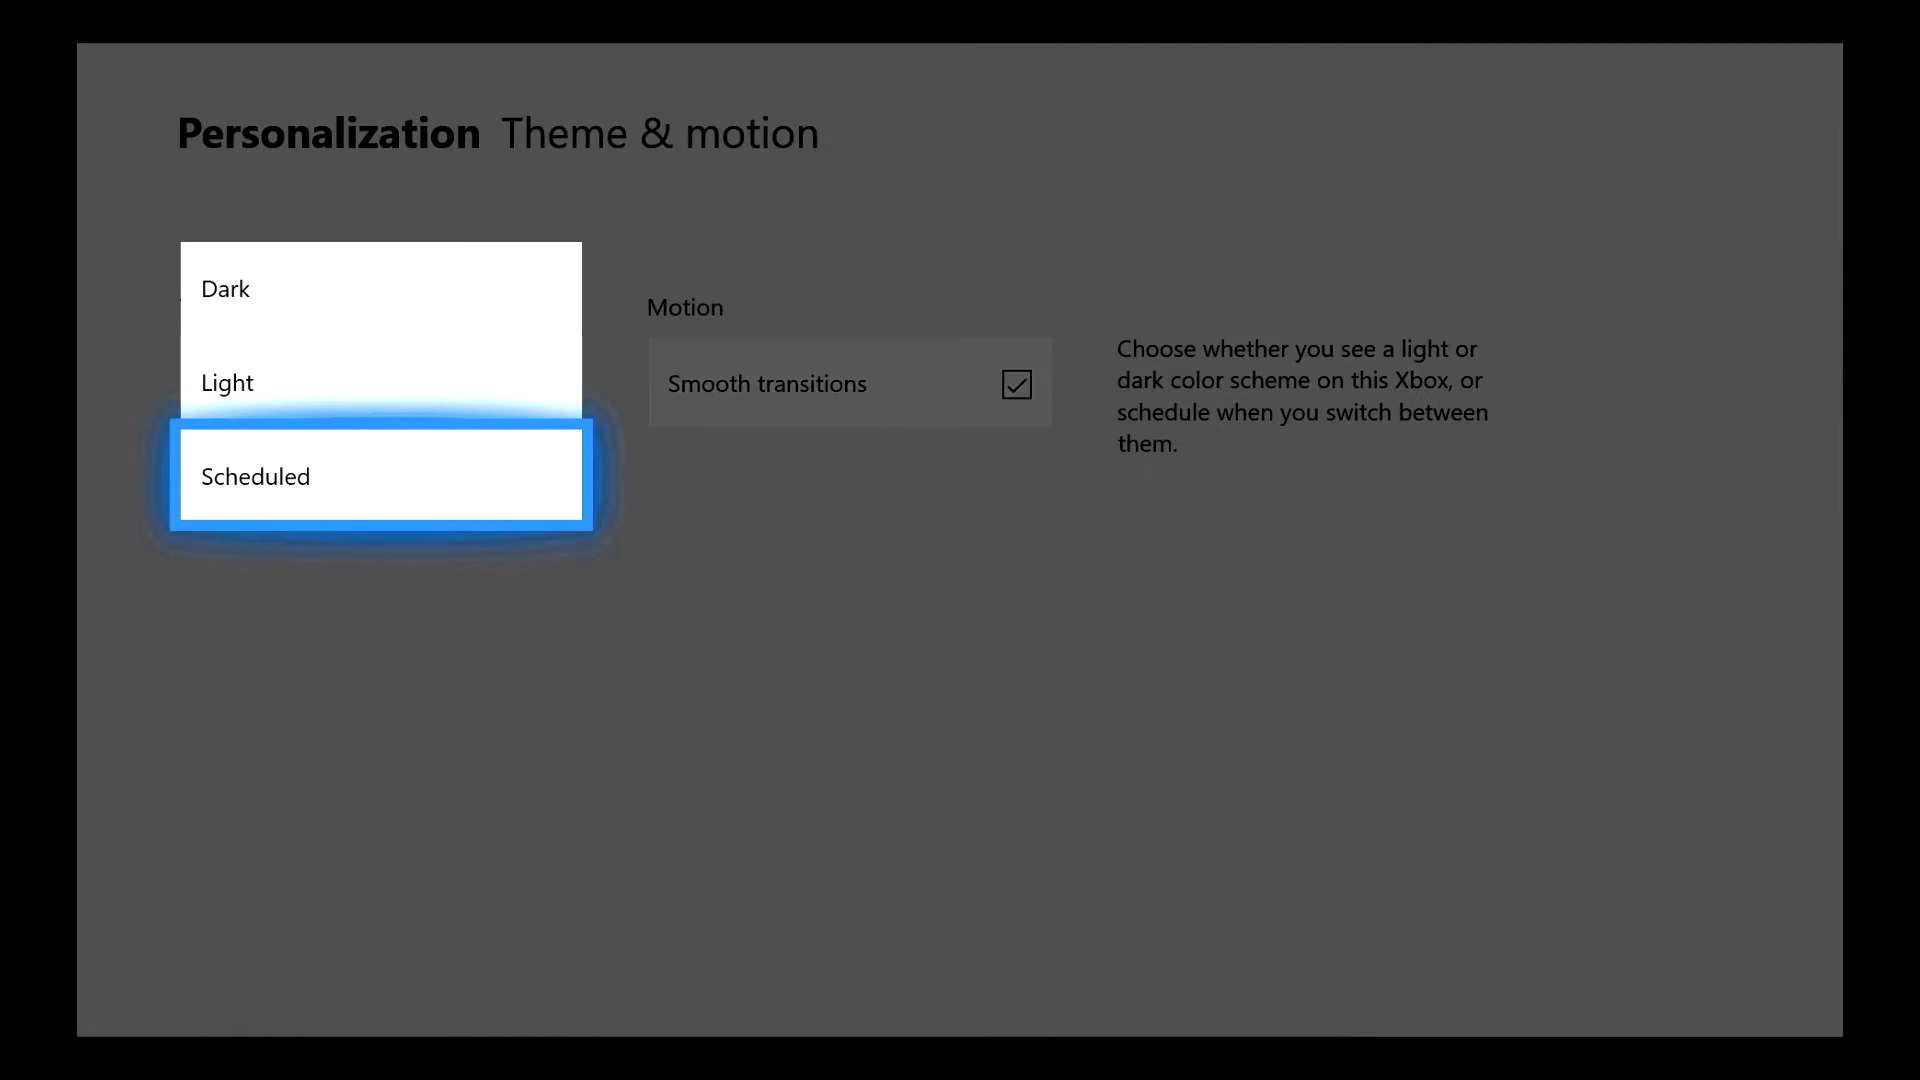 Personalization Theme & motion
Dark
Light
Scheduled
Motion
Smooth transitions
Choose whether you see a light or
dark color scheme on this Xbox, or
schedule when you switch between
them.